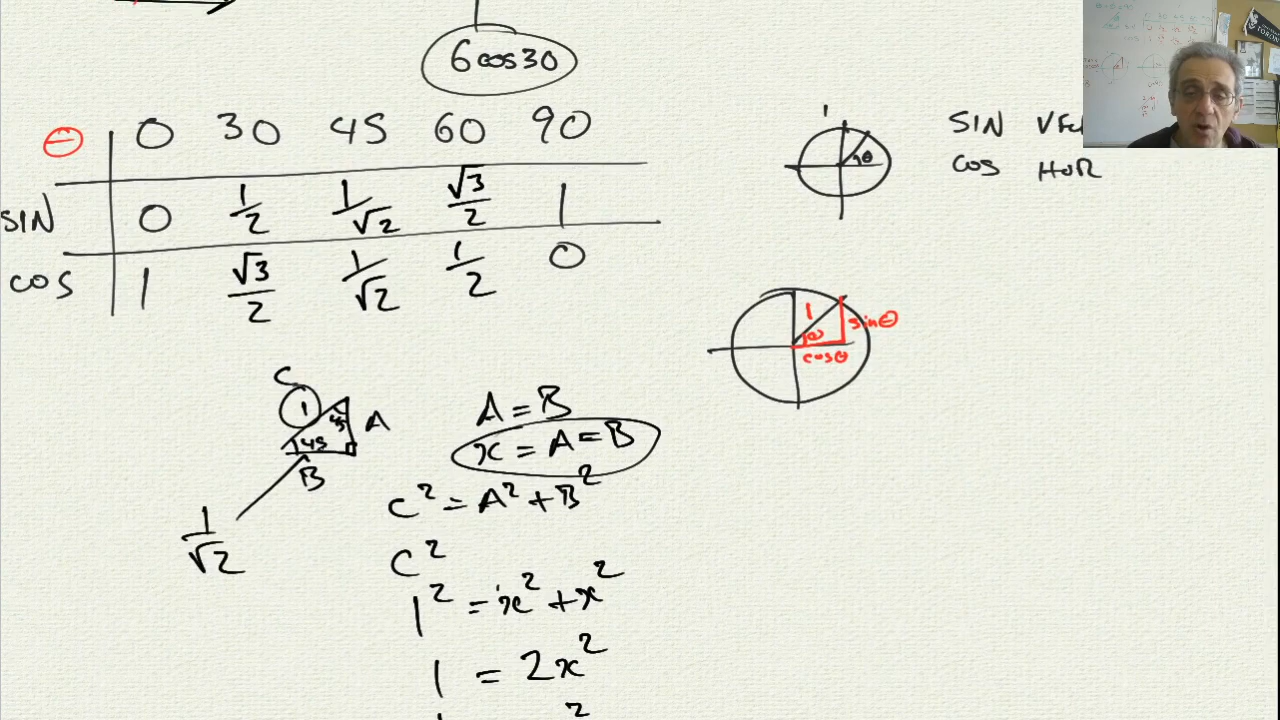 6cos30
θ 0 30 45 60 90
SIN 0 1/2 1/√2 √3/2 1
COS 1 √3/2 1/√2 1/2 0
1
θ
SIN
COS HOR
1
θ
sinθ
cosθ
C
1
45
45
A
B
1/√2
A = B
x = A = B
C² = A² + B²
C²
1² = x² + x²
1 = 2x²